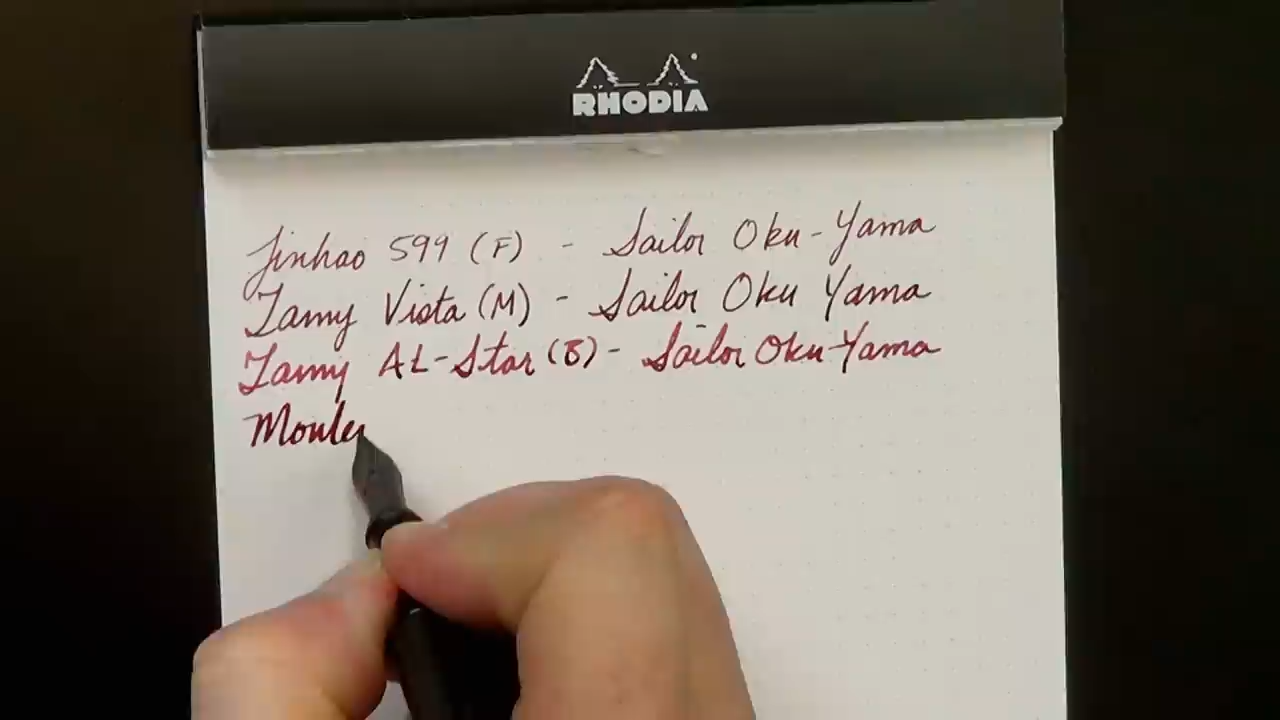 RHODIA
Jinhao 599 (F) - Sailor Oku-Yama
Lamy Vista (M) - Sailor Oku Yama
Lamy AL-Star (B) - Sailor Oku-Yama
Monte